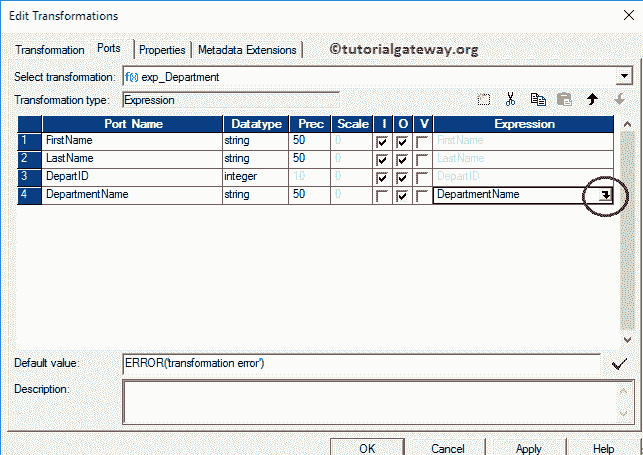 Edit Transformations
Transformation Ports Properties Metadata Extensions ©tutorialgateway.org
Select transformation: f(x) exp_Department
Transformation type: Expression
Port Name Datatype Prec Scale I O V Expression
1 FirstName string 50 0 FirstName
2 LastName string 50 0 LastName
3 DepartID integer 10 0 DepartID
4 DepartmentName string 50 0 DepartmentName
Default value: ERROR('transformation error')
Description:
OK Cancel Apply Help